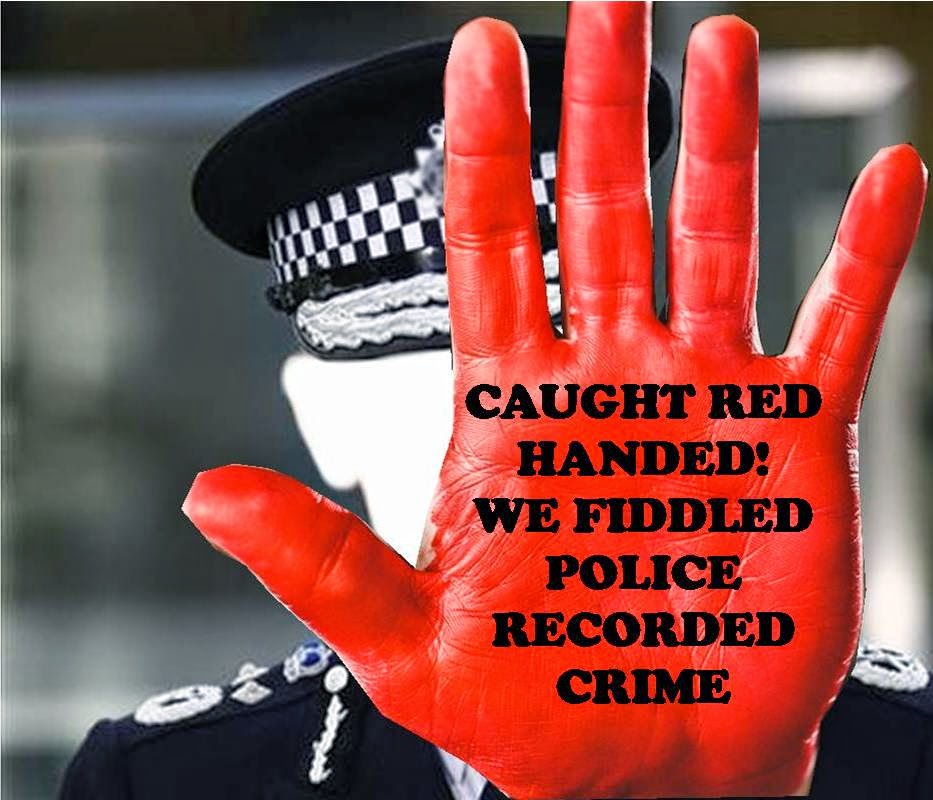 CAUGHT RED
HANDED!
WE FIDDLED
POLICE
RECORDED
CRIME